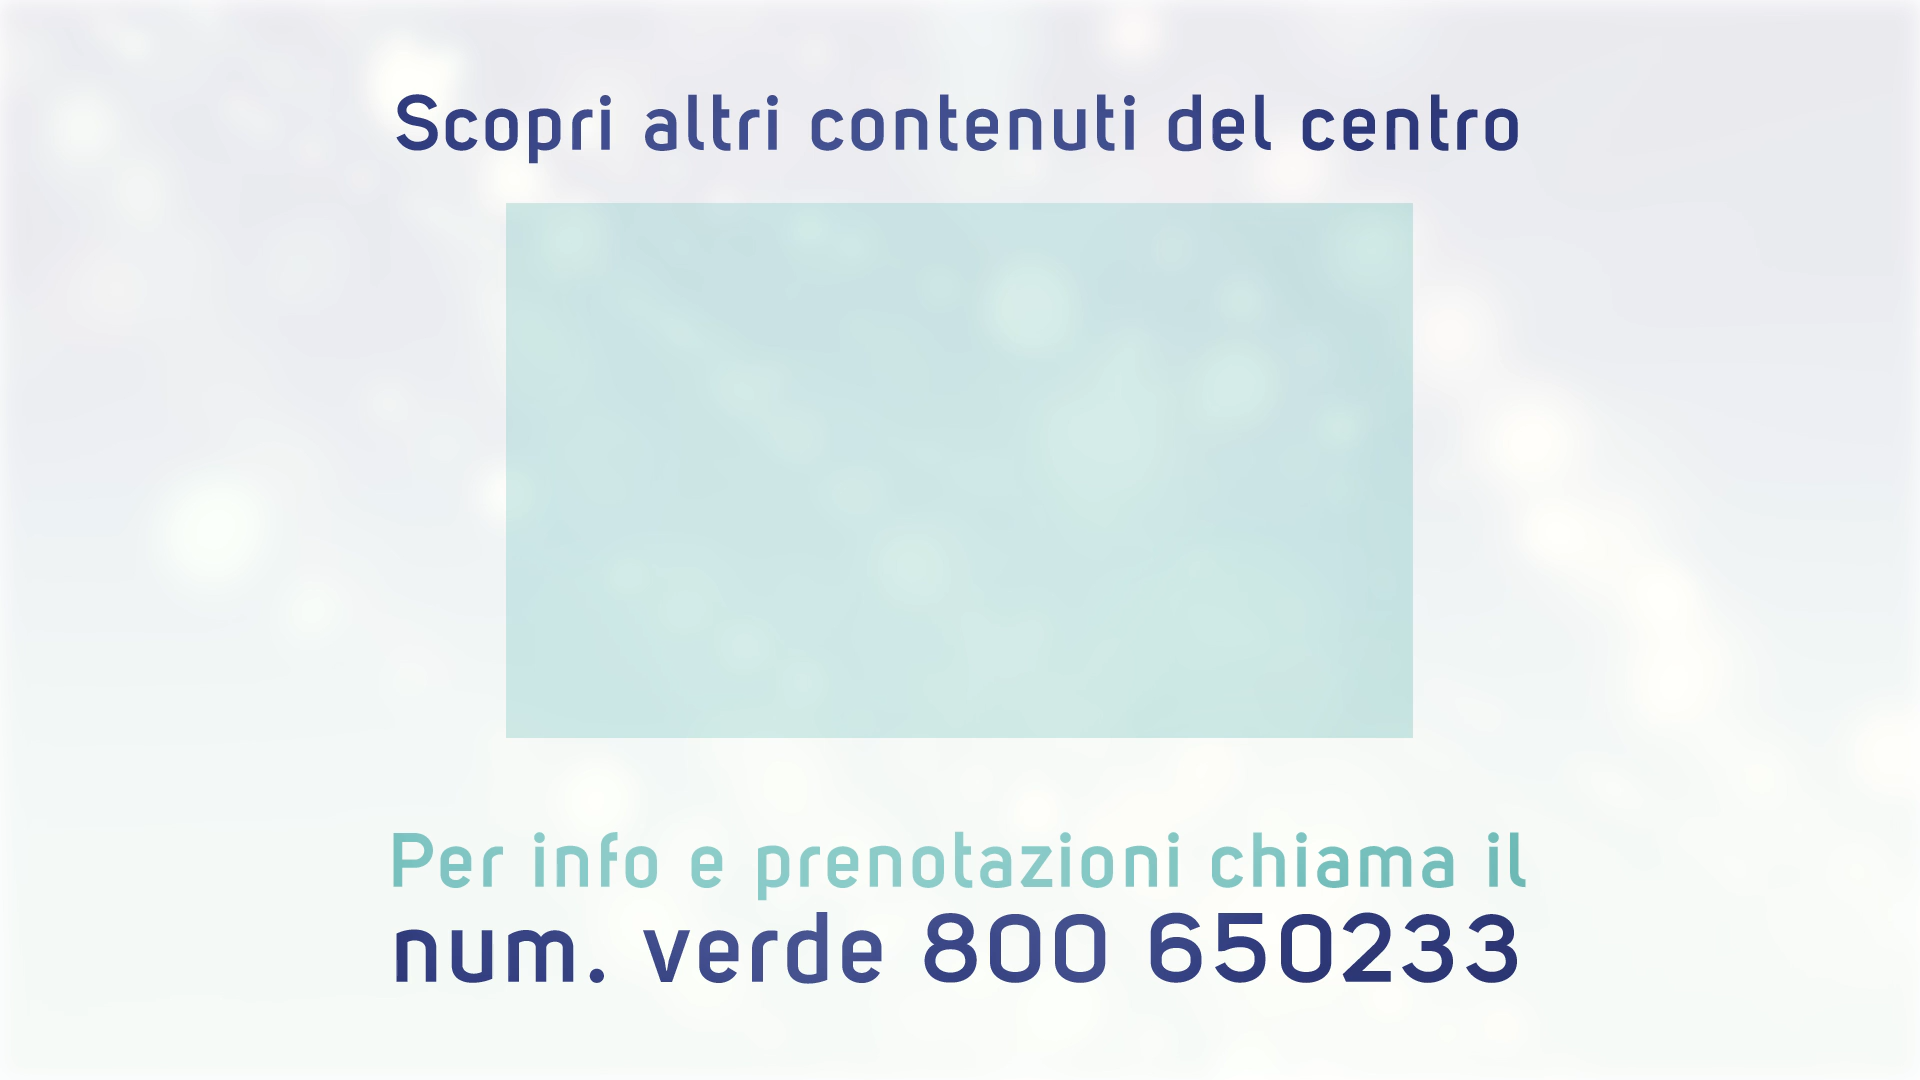 Scopri altri contenuti del centro
Per info e prenotazioni chiama il
num. verde 800 650233